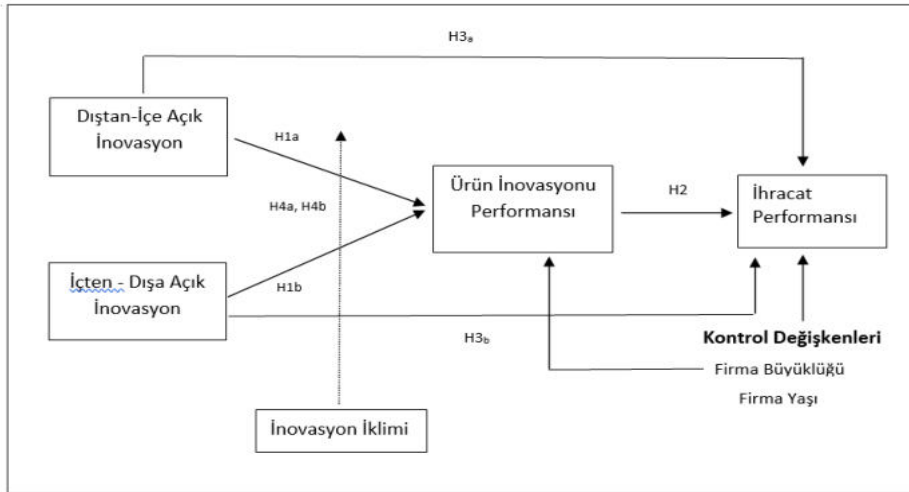 H3ₐ
Dıştan-İçe Açık
İnovasyon
H1a
Ürün İnovasyonu
Performansı
H2
İhracat
Performansı
H4a, H4b
İçten - Dışa Açık
İnovasyon
H1b
H3b
Kontrol Değişkenleri
Firma Büyüklüğü
Firma Yaşı
İnovasyon İklimi